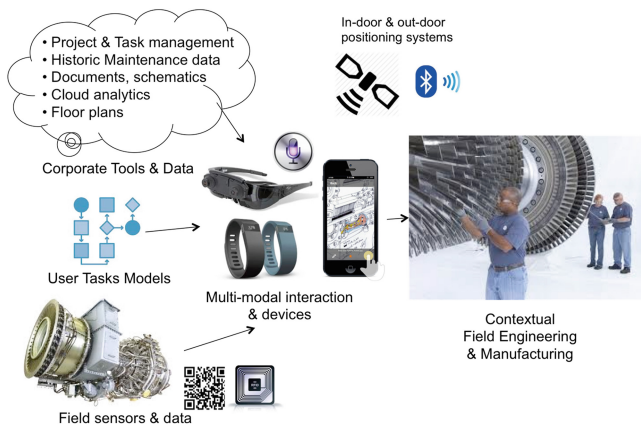 • Project & Task management
• Historic Maintenance data
• Documents, schematics
• Cloud analytics
• Floor plans
Corporate Tools & Data
In-door & out-door
positioning systems
User Tasks Models
Multi-modal interaction
& devices
Field sensors & data
Contextual
Field Engineering
& Manufacturing